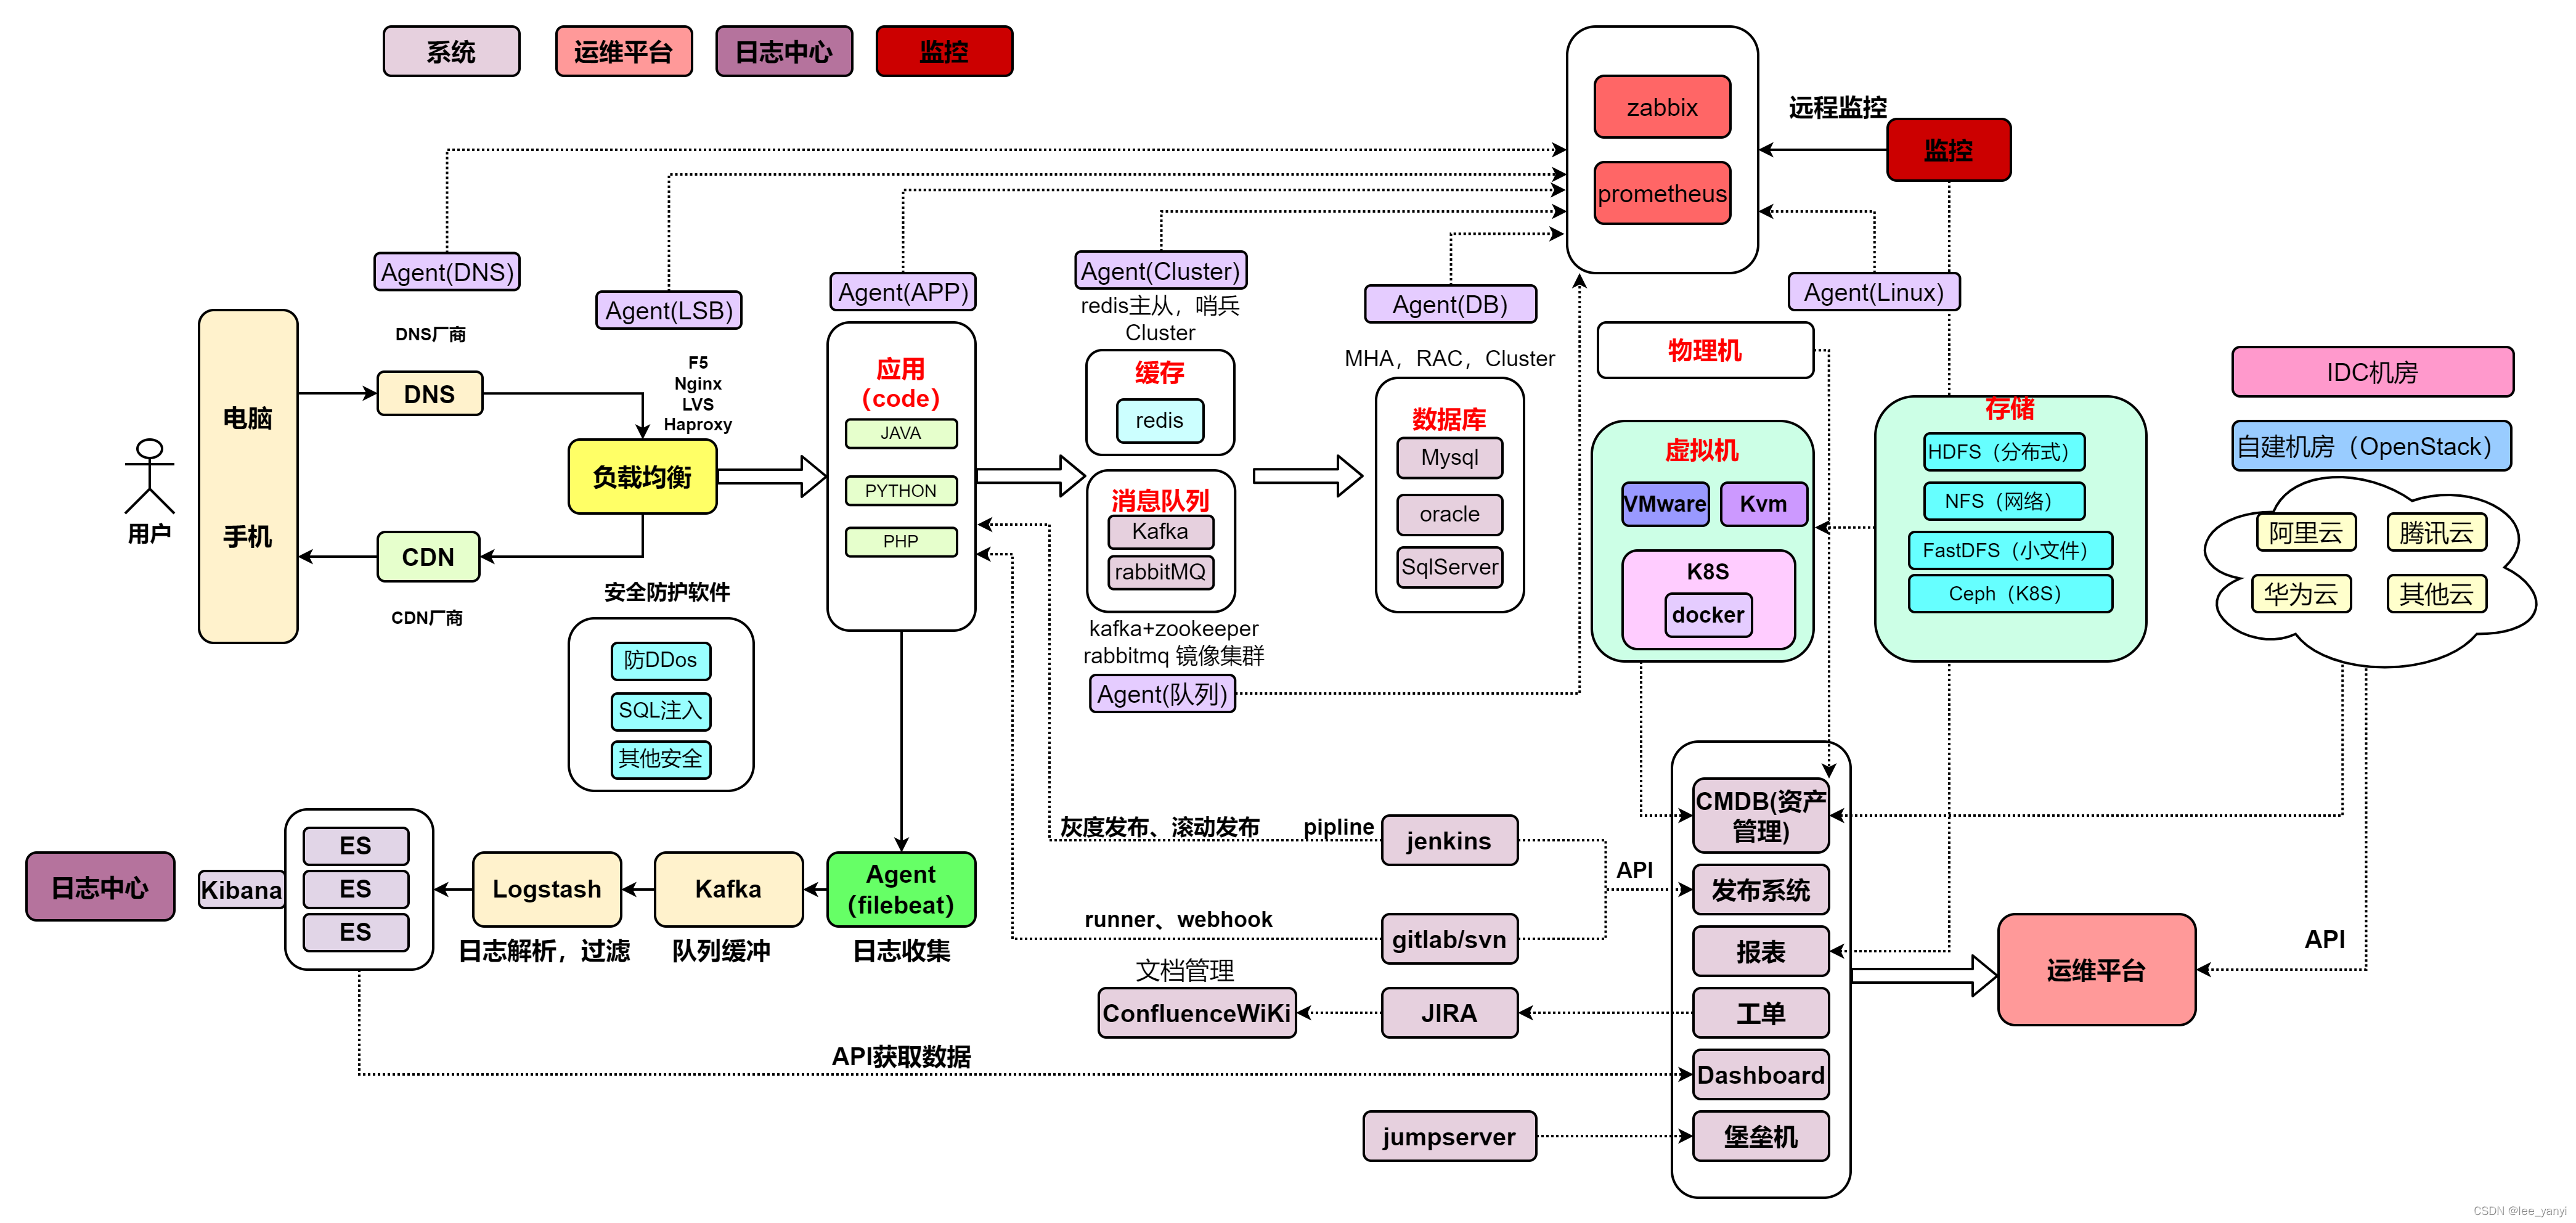 系统
运维平台
日志中心
监控
zabbix
prometheus
远程监控
监控
Agent(DNS)
Agent(LSB)
Agent(APP)
Agent(Cluster)
redis主从，哨兵
Cluster
Agent(DB)
Agent(Linux)
用户
电脑
手机
DNS厂商
DNS
CDN
CDN厂商
F5
Nginx
LVS
Haproxy
负载均衡
安全防护软件
防DDos
SQL注入
其他安全
应用
（code）
JAVA
PYTHON
PHP
缓存
redis
消息队列
Kafka
rabbitMQ
kafka+zookeeper
rabbitmq 镜像集群
Agent(队列)
MHA，RAC，Cluster
数据库
Mysql
oracle
SqlServer
物理机
虚拟机
VMware
Kvm
K8S
docker
存储
HDFS（分布式）
NFS（网络）
FastDFS（小文件）
Ceph（K8S）
IDC机房
自建机房（OpenStack）
阿里云
腾讯云
华为云
其他云
日志中心
Kibana
ES
ES
ES
Logstash
日志解析，过滤
Kafka
队列缓冲
Agent
（filebeat）
日志收集
灰度发布、滚动发布
pipline
jenkins
API
runner、webhook
gitlab/svn
文档管理
ConfluenceWiKi
JIRA
API获取数据
jumpserver
CMDB(资产
管理)
发布系统
报表
工单
Dashboard
堡垒机
运维平台
API
CSDN @lee_yanyi